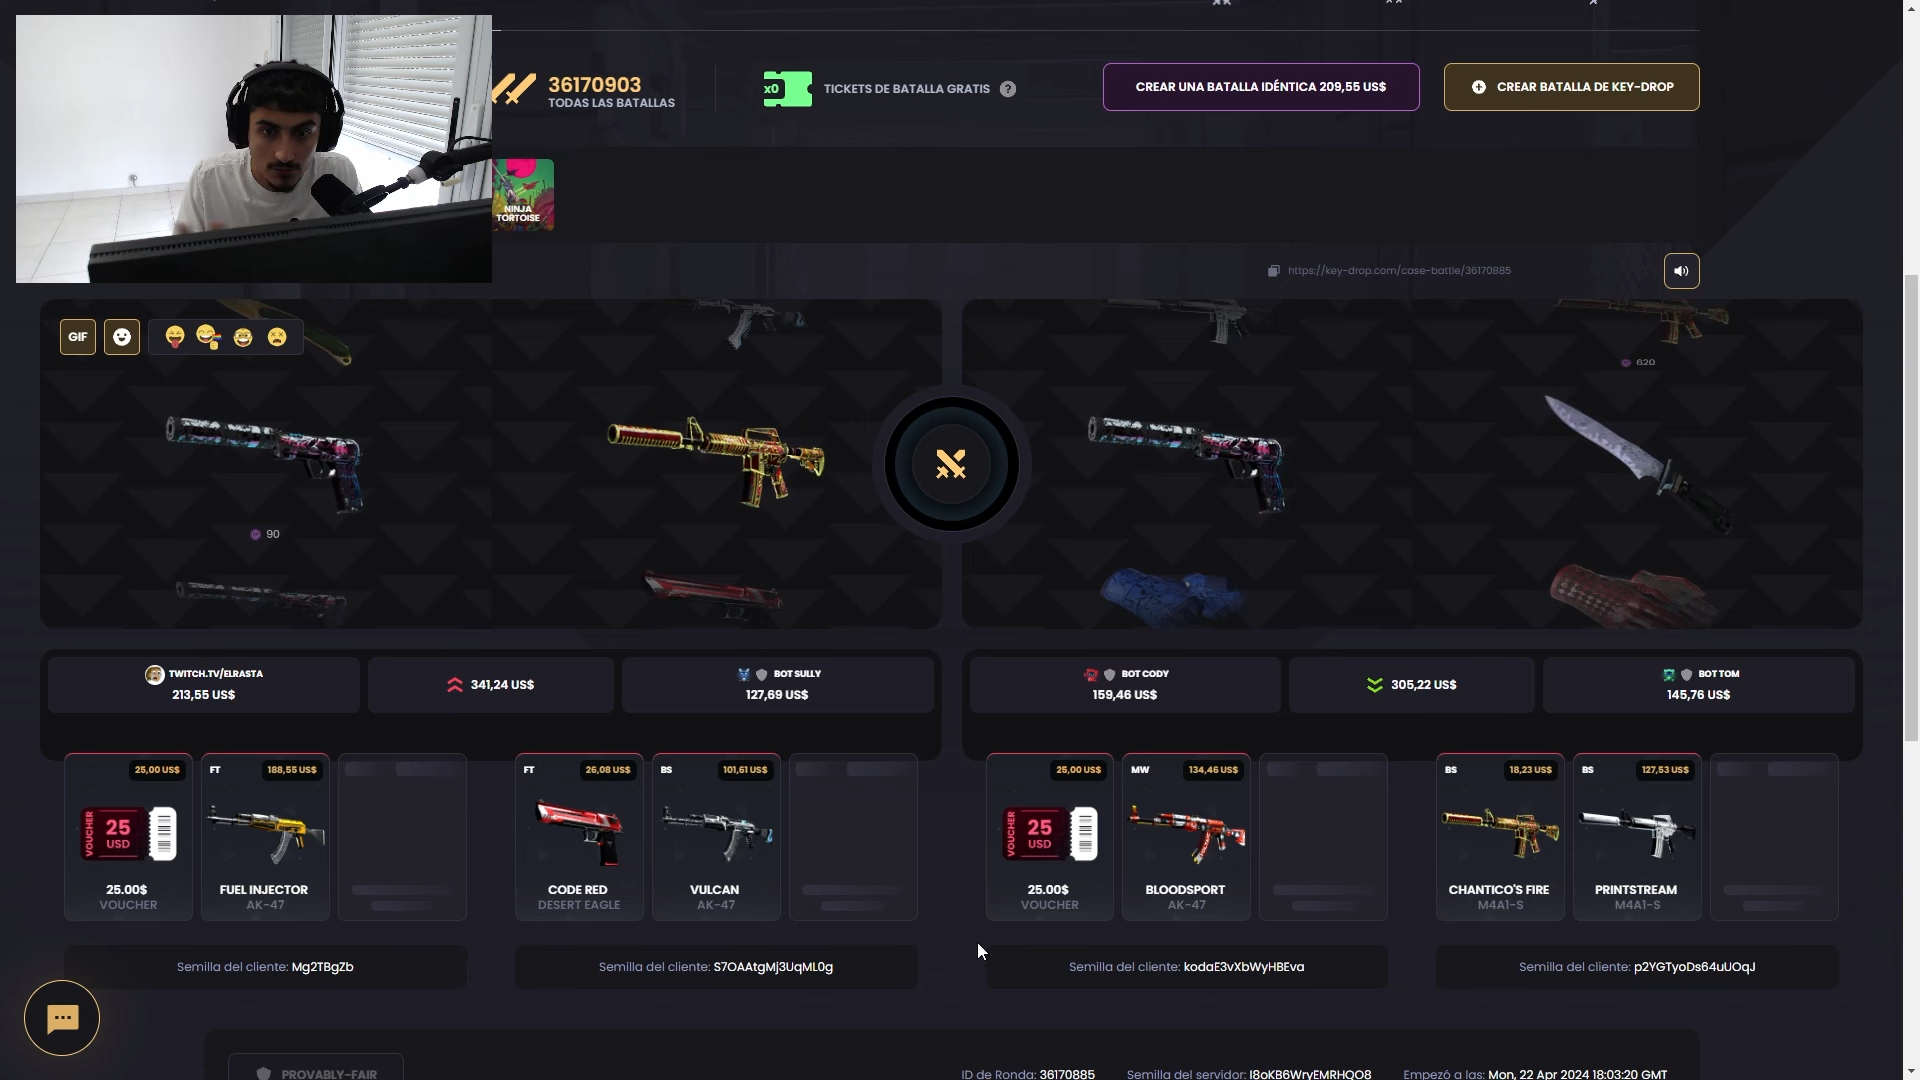 36170903
TODAS LAS BATALLAS
x0
TICKETS DE BATALLA GRATIS
?
CREAR UNA BATALLA IDÉNTICA 209,55 US$
CREAR BATALLA DE KEY-DROP
NINJA
TORTOISE
https://key-drop.com/case-battle/36170885
GIF
620
90
TWITCH.TV/ELRASTA
213,55 US$
341,24 US$
BOT SULLY
127,69 US$
BOT CODY
159,46 US$
305,22 US$
BOT TOM
145,76 US$
25,00 US$
VOUCHER
25
USD
25.00$
VOUCHER
FT
188,55 US$
FUEL INJECTOR
AK-47
FT
26,08 US$
CODE RED
DESERT EAGLE
BS
101,61 US$
VULCAN
AK-47
25,00 US$
VOUCHER
25
USD
25.00$
VOUCHER
MW
134,46 US$
BLOODSPORT
AK-47
BS
18,23 US$
CHANTICO'S FIRE
M4A1-S
BS
127,53 US$
PRINTSTREAM
M4A1-S
Semilla del cliente: Mg2TBgZb
Semilla del cliente: S7OAAtgMj3UqML0g
Semilla del cliente: kodaE3vXbWyHBEva
Semilla del cliente: p2YGTyoDs64uUOqJ
PROVABLY-FAIR
ID de Ronda: 36170885
Semilla del servidor: I8oKB6WryEMRHQO8
Empezó a las: Mon, 22 Apr 2024 18:03:20 GMT